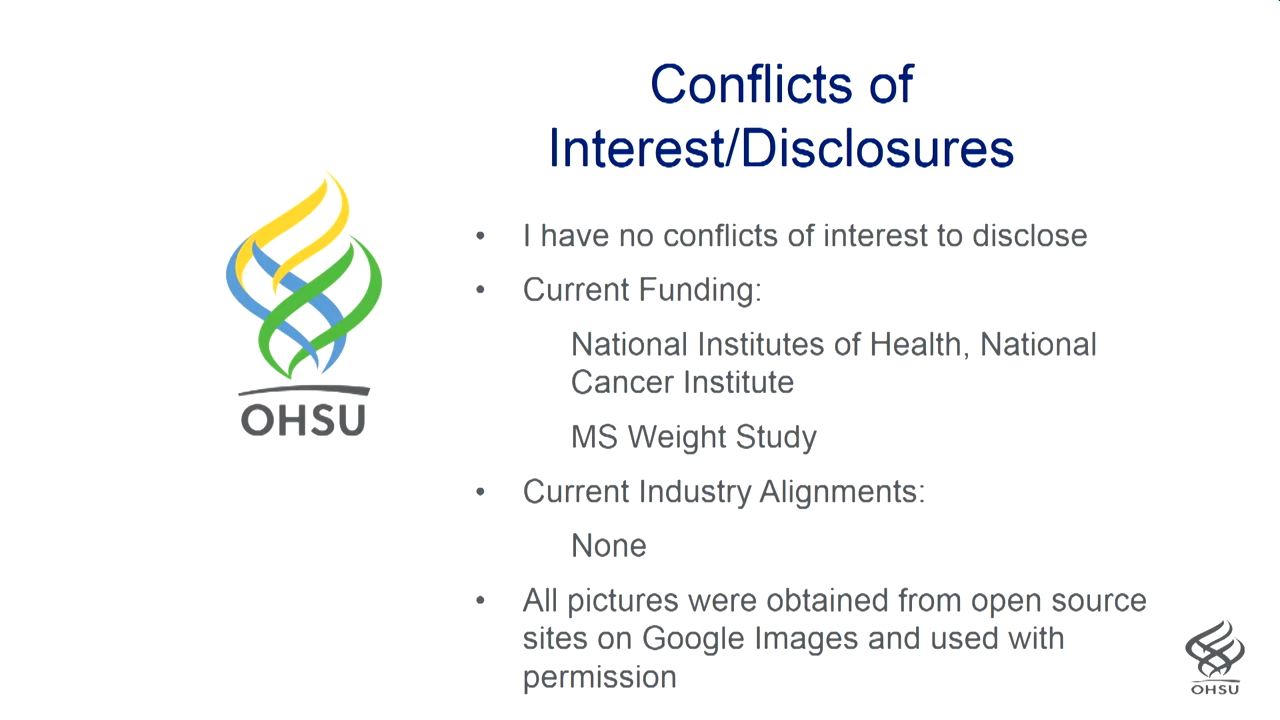 Conflicts of
Interest/Disclosures
• I have no conflicts of interest to disclose
• Current Funding:
National Institutes of Health, National
Cancer Institute
MS Weight Study
• Current Industry Alignments:
None
• All pictures were obtained from open source
sites on Google Images and used with
permission
OHSU
OHSU